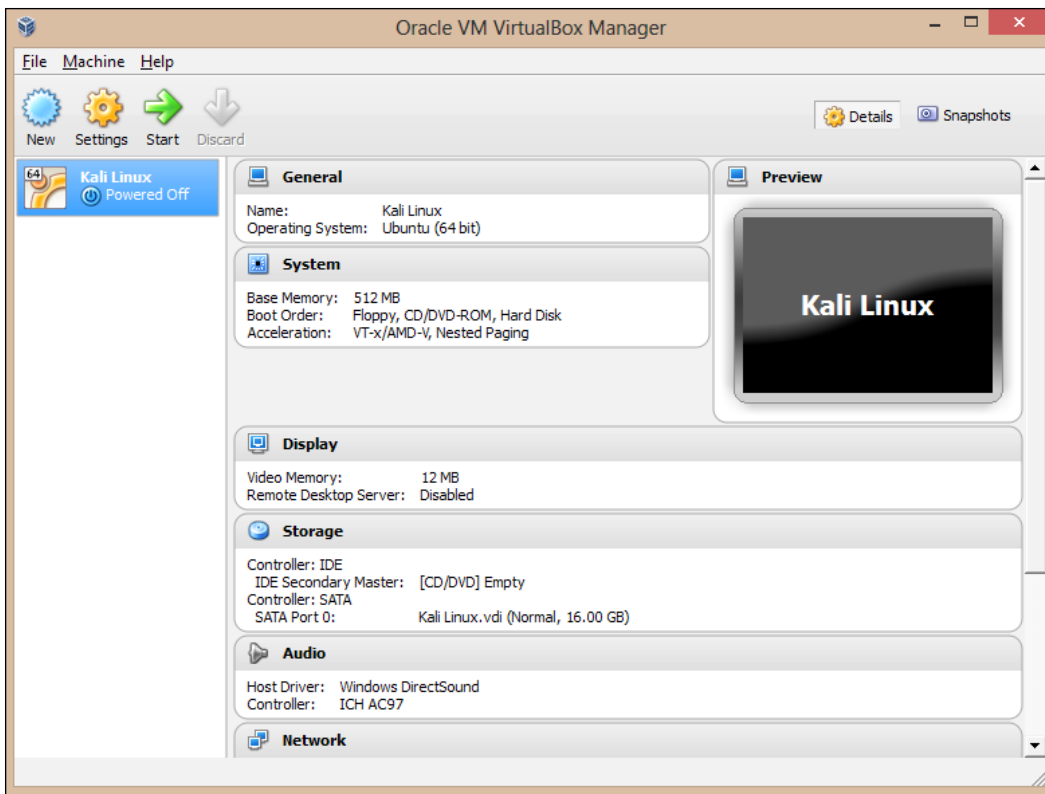 Oracle VM VirtualBox Manager
File Machine Help
New Settings Start Discard
Details Snapshots
64
Kali Linux
Powered Off
General
Name: Kali Linux
Operating System: Ubuntu (64 bit)
System
Base Memory: 512 MB
Boot Order: Floppy, CD/DVD-ROM, Hard Disk
Acceleration: VT-x/AMD-V, Nested Paging
Preview
Kali Linux
Display
Video Memory: 12 MB
Remote Desktop Server: Disabled
Storage
Controller: IDE
IDE Secondary Master: [CD/DVD] Empty
Controller: SATA
SATA Port 0: Kali Linux.vdi (Normal, 16.00 GB)
Audio
Host Driver: Windows DirectSound
Controller: ICH AC97
Network